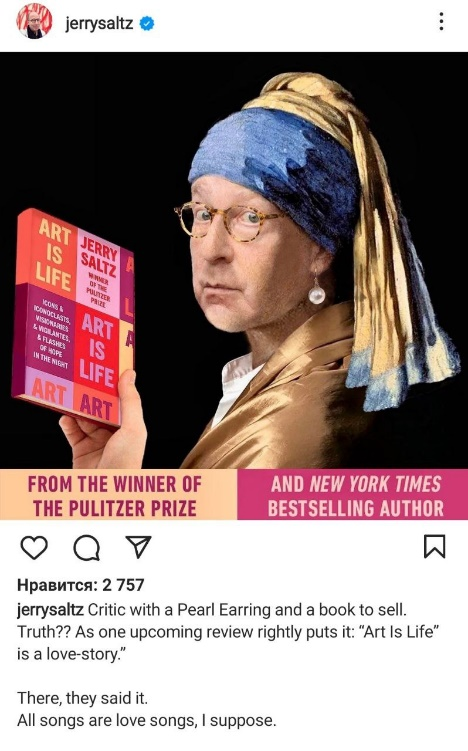 jerrysaltz
ART
IS
LIFE
JERRY
SALTZ
WINNER
OF THE
PULITZER
PRIZE
A
L
ICONS &
ICONOCLASTS,
VISIONARIES
& VIGILANTES,
& FLASHES
OF HOPE
IN THE NIGHT
ART
IS
LIFE
A
ART
ART
FROM THE WINNER OF
THE PULITZER PRIZE
AND NEW YORK TIMES
BESTSELLING AUTHOR
Нравится: 2 757
jerrysaltz Critic with a Pearl Earring and a book to sell.
Truth?? As one upcoming review rightly puts it: “Art Is Life”
is a love-story.”
There, they said it.
All songs are love songs, I suppose.